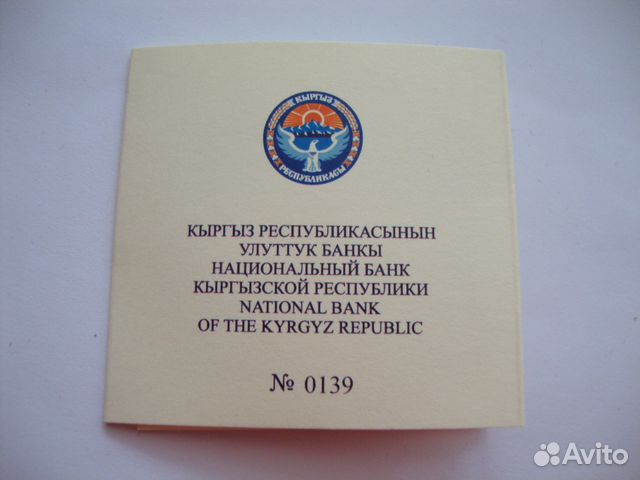 КЫРГЫЗ
РЕСПУБЛИКАСЫ
КЫРГЫЗ РЕСПУБЛИКАСЫНЫН
УЛУТТУК БАНКЫ
НАЦИОНАЛЬНЫЙ БАНК
КЫРГЫЗСКОЙ РЕСПУБЛИКИ
NATIONAL BANK
OF THE KYRGYZ REPUBLIC
№ 0139
Avito